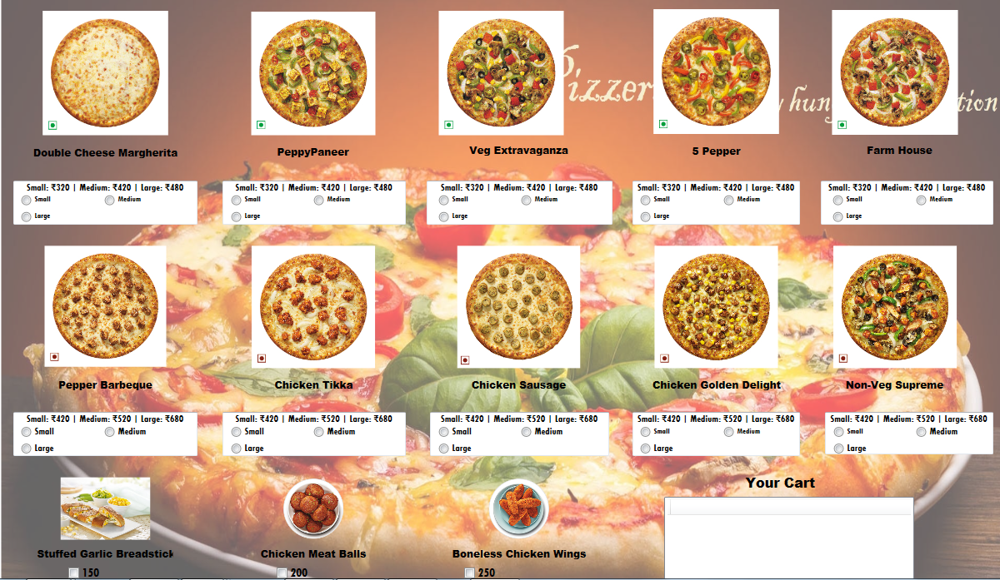 Double Cheese Margherita
PeppyPaneer
Veg Extravaganza
5 Pepper
Farm House
Small: ₹320 | Medium: ₹420 | Large: ₹480
Small Medium
Large
Small: ₹320 | Medium: ₹420 | Large: ₹480
Small Medium
Large
Small: ₹320 | Medium: ₹420 | Large: ₹480
Small Medium
Large
Small: ₹320 | Medium: ₹420 | Large: ₹480
Small Medium
Large
Small: ₹320 | Medium: ₹420 | Large: ₹480
Small Medium
Large
Pepper Barbeque
Chicken Tikka
Chicken Sausage
Chicken Golden Delight
Non-Veg Supreme
Small: ₹420 | Medium: ₹520 | Large: ₹680
Small Medium
Large
Small: ₹420 | Medium: ₹520 | Large: ₹680
Small Medium
Large
Small: ₹420 | Medium: ₹520 | Large: ₹680
Small Medium
Large
Small: ₹420 | Medium: ₹520 | Large: ₹680
Small Medium
Large
Small: ₹420 | Medium: ₹520 | Large: ₹680
Small Medium
Large
Stuffed Garlic Breadstick
Chicken Meat Balls
Boneless Chicken Wings
150
200
250
Your Cart